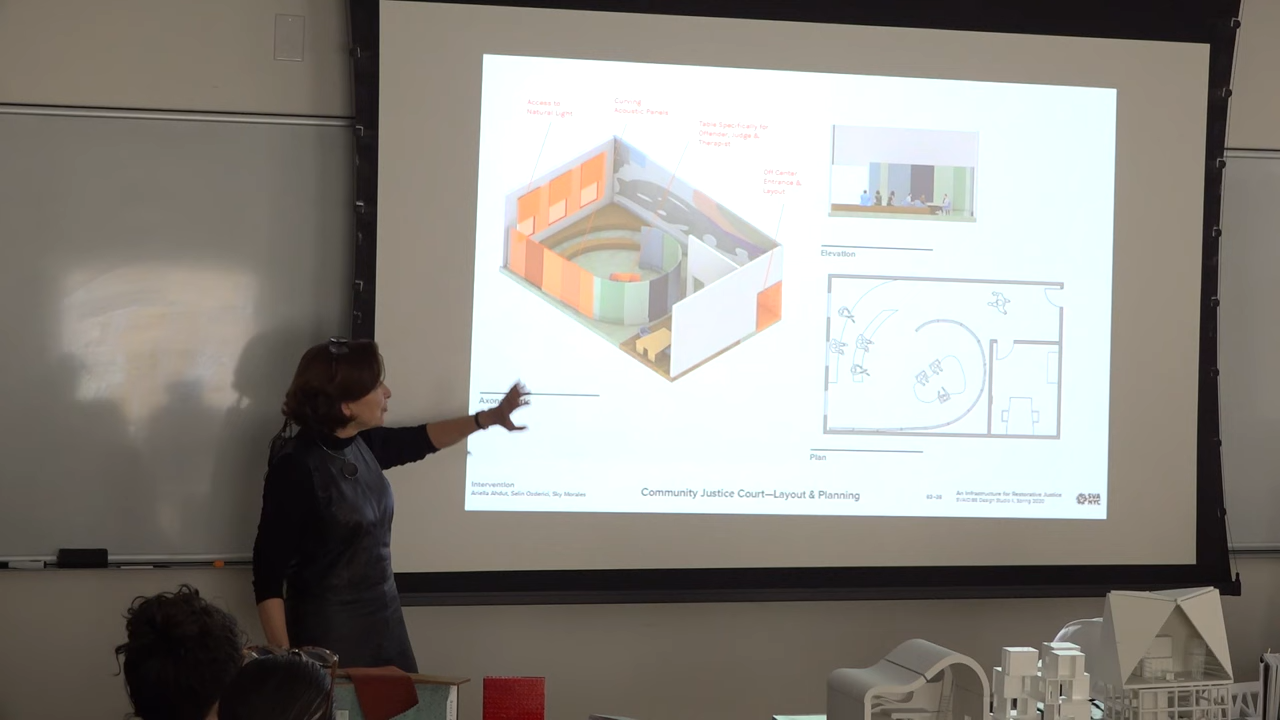 Access to
Natural Light
Curving
Acoustic Panels
Table Specifically for
Offender, Judge &
Therapist
Off Center
Entrance &
Layout
Elevation
Plan
Intervention
Community Justice Court—Layout & Planning
An Infrastructure for Restorative Justice
SVA
NYC